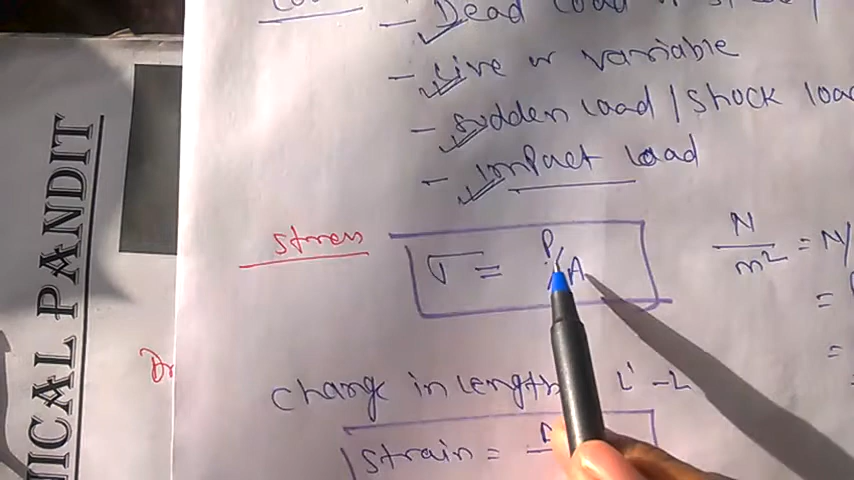 - Dead load
- Live or variable
- Sudden load / Shock load
- Impact load
Stress
σ = P/A
N/m² = N/
=
=
Change in length L' - L
Strain =
ICAL PANDIT